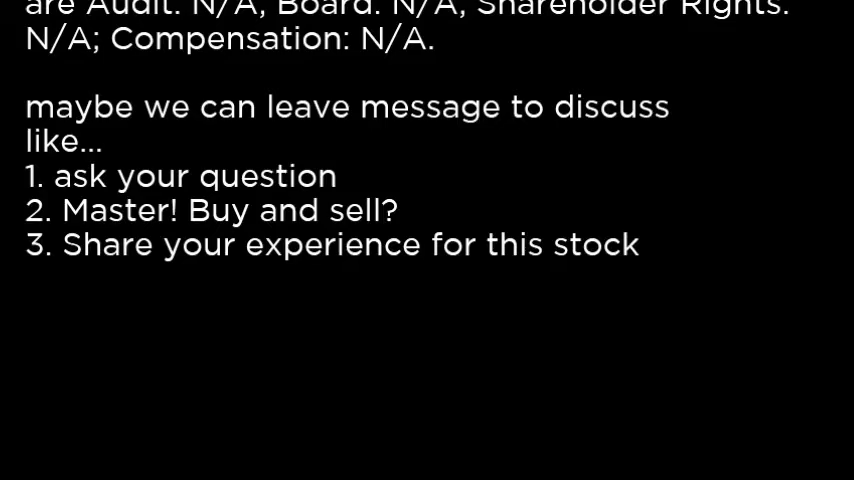 are Audit: N/A; Board: N/A; Shareholder Rights:
N/A; Compensation: N/A.
maybe we can leave message to discuss
like...
1. ask your question
2. Master! Buy and sell?
3. Share your experience for this stock